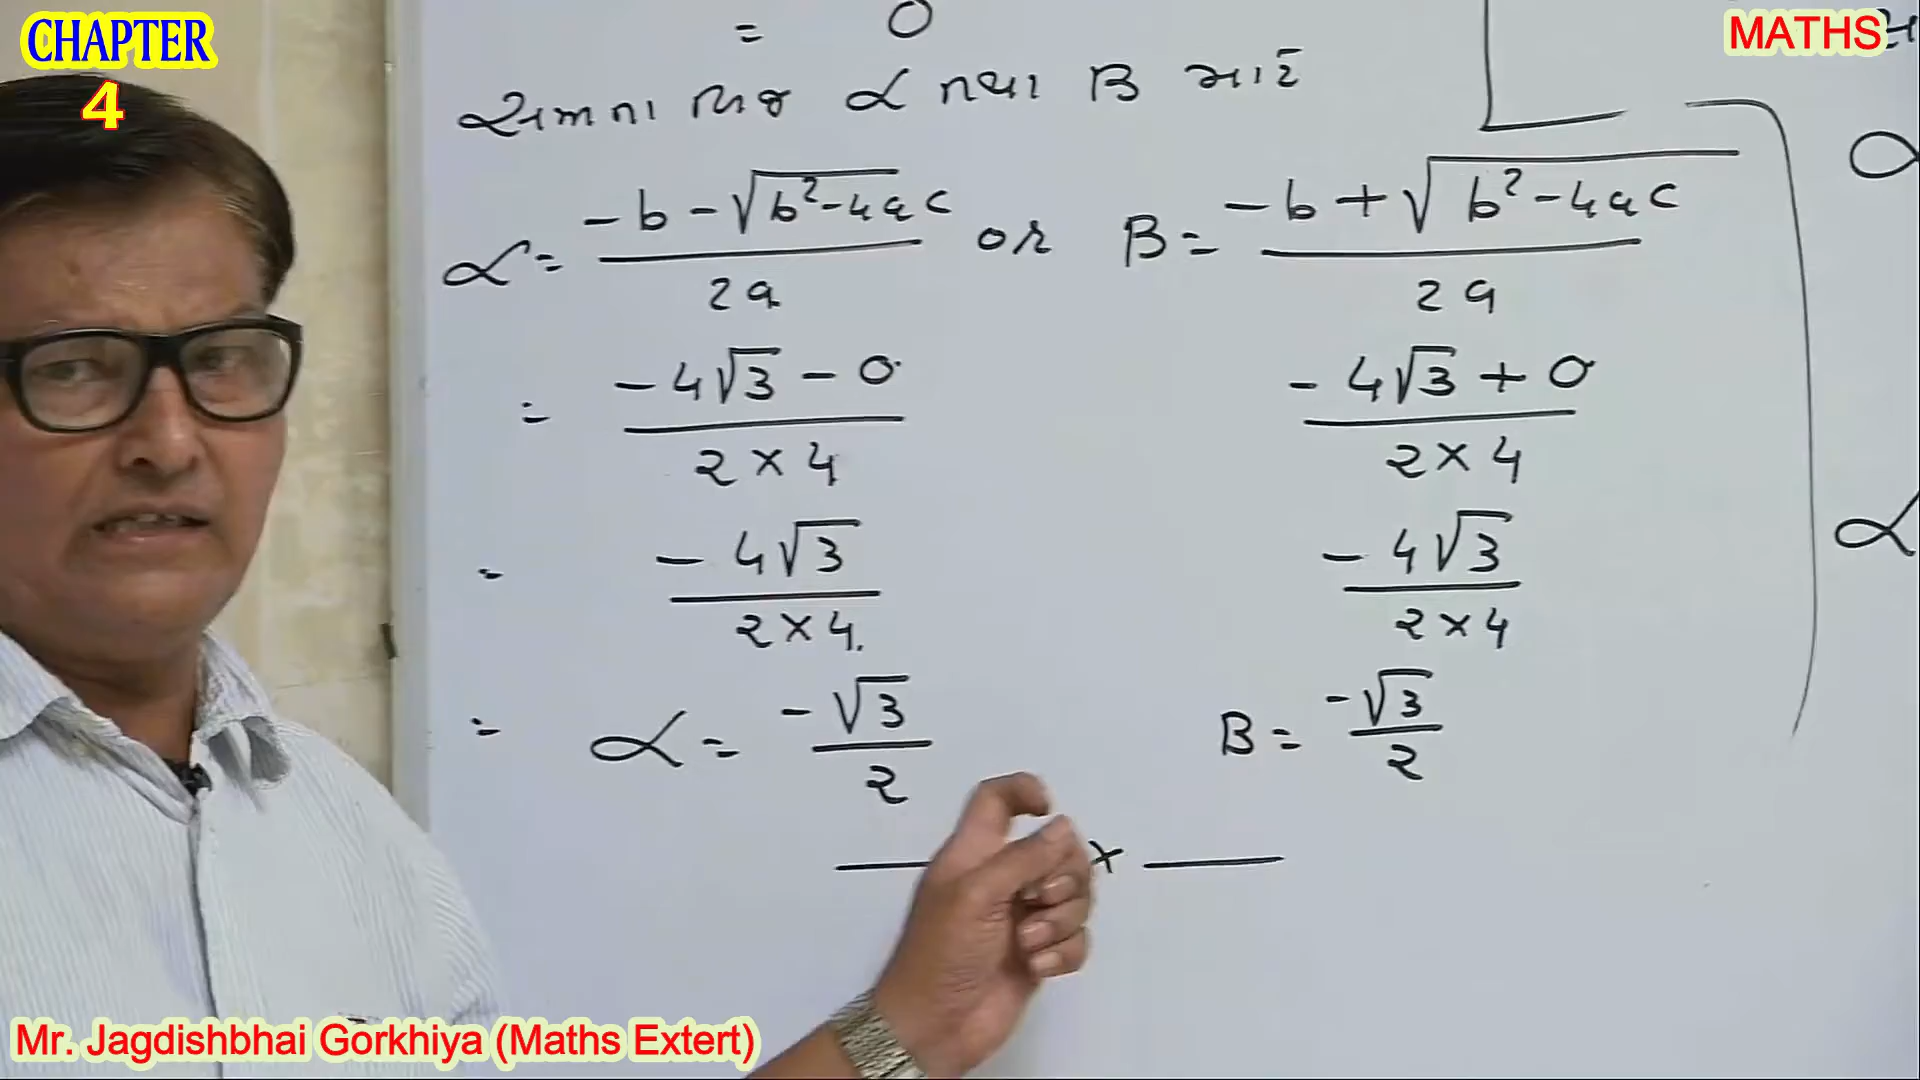 CHAPTER
4
MATHS
= 0
સમતા બીજ α તથા B માટે
α = -b - √b² - 4ac / 2a or B = -b + √b² - 4ac / 2a
= -4√3 - 0 / 2 × 4    -4√3 + 0 / 2 × 4
= -4√3 / 2 × 4.    -4√3 / 2 × 4
= α = -√3 / 2    B = -√3 / 2
×
α
Mr. Jagdishbhai Gorkhiya (Maths Extert)